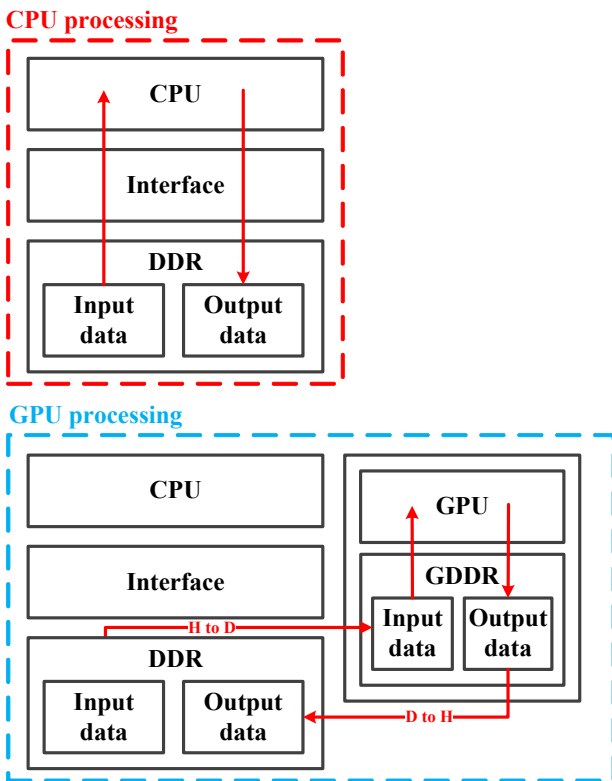 CPU processing
CPU
Interface
DDR
Input
data
Output
data
GPU processing
CPU
Interface
DDR
Input
data
Output
data
GPU
GDDR
Input
data
Output
data
H to D
D to H